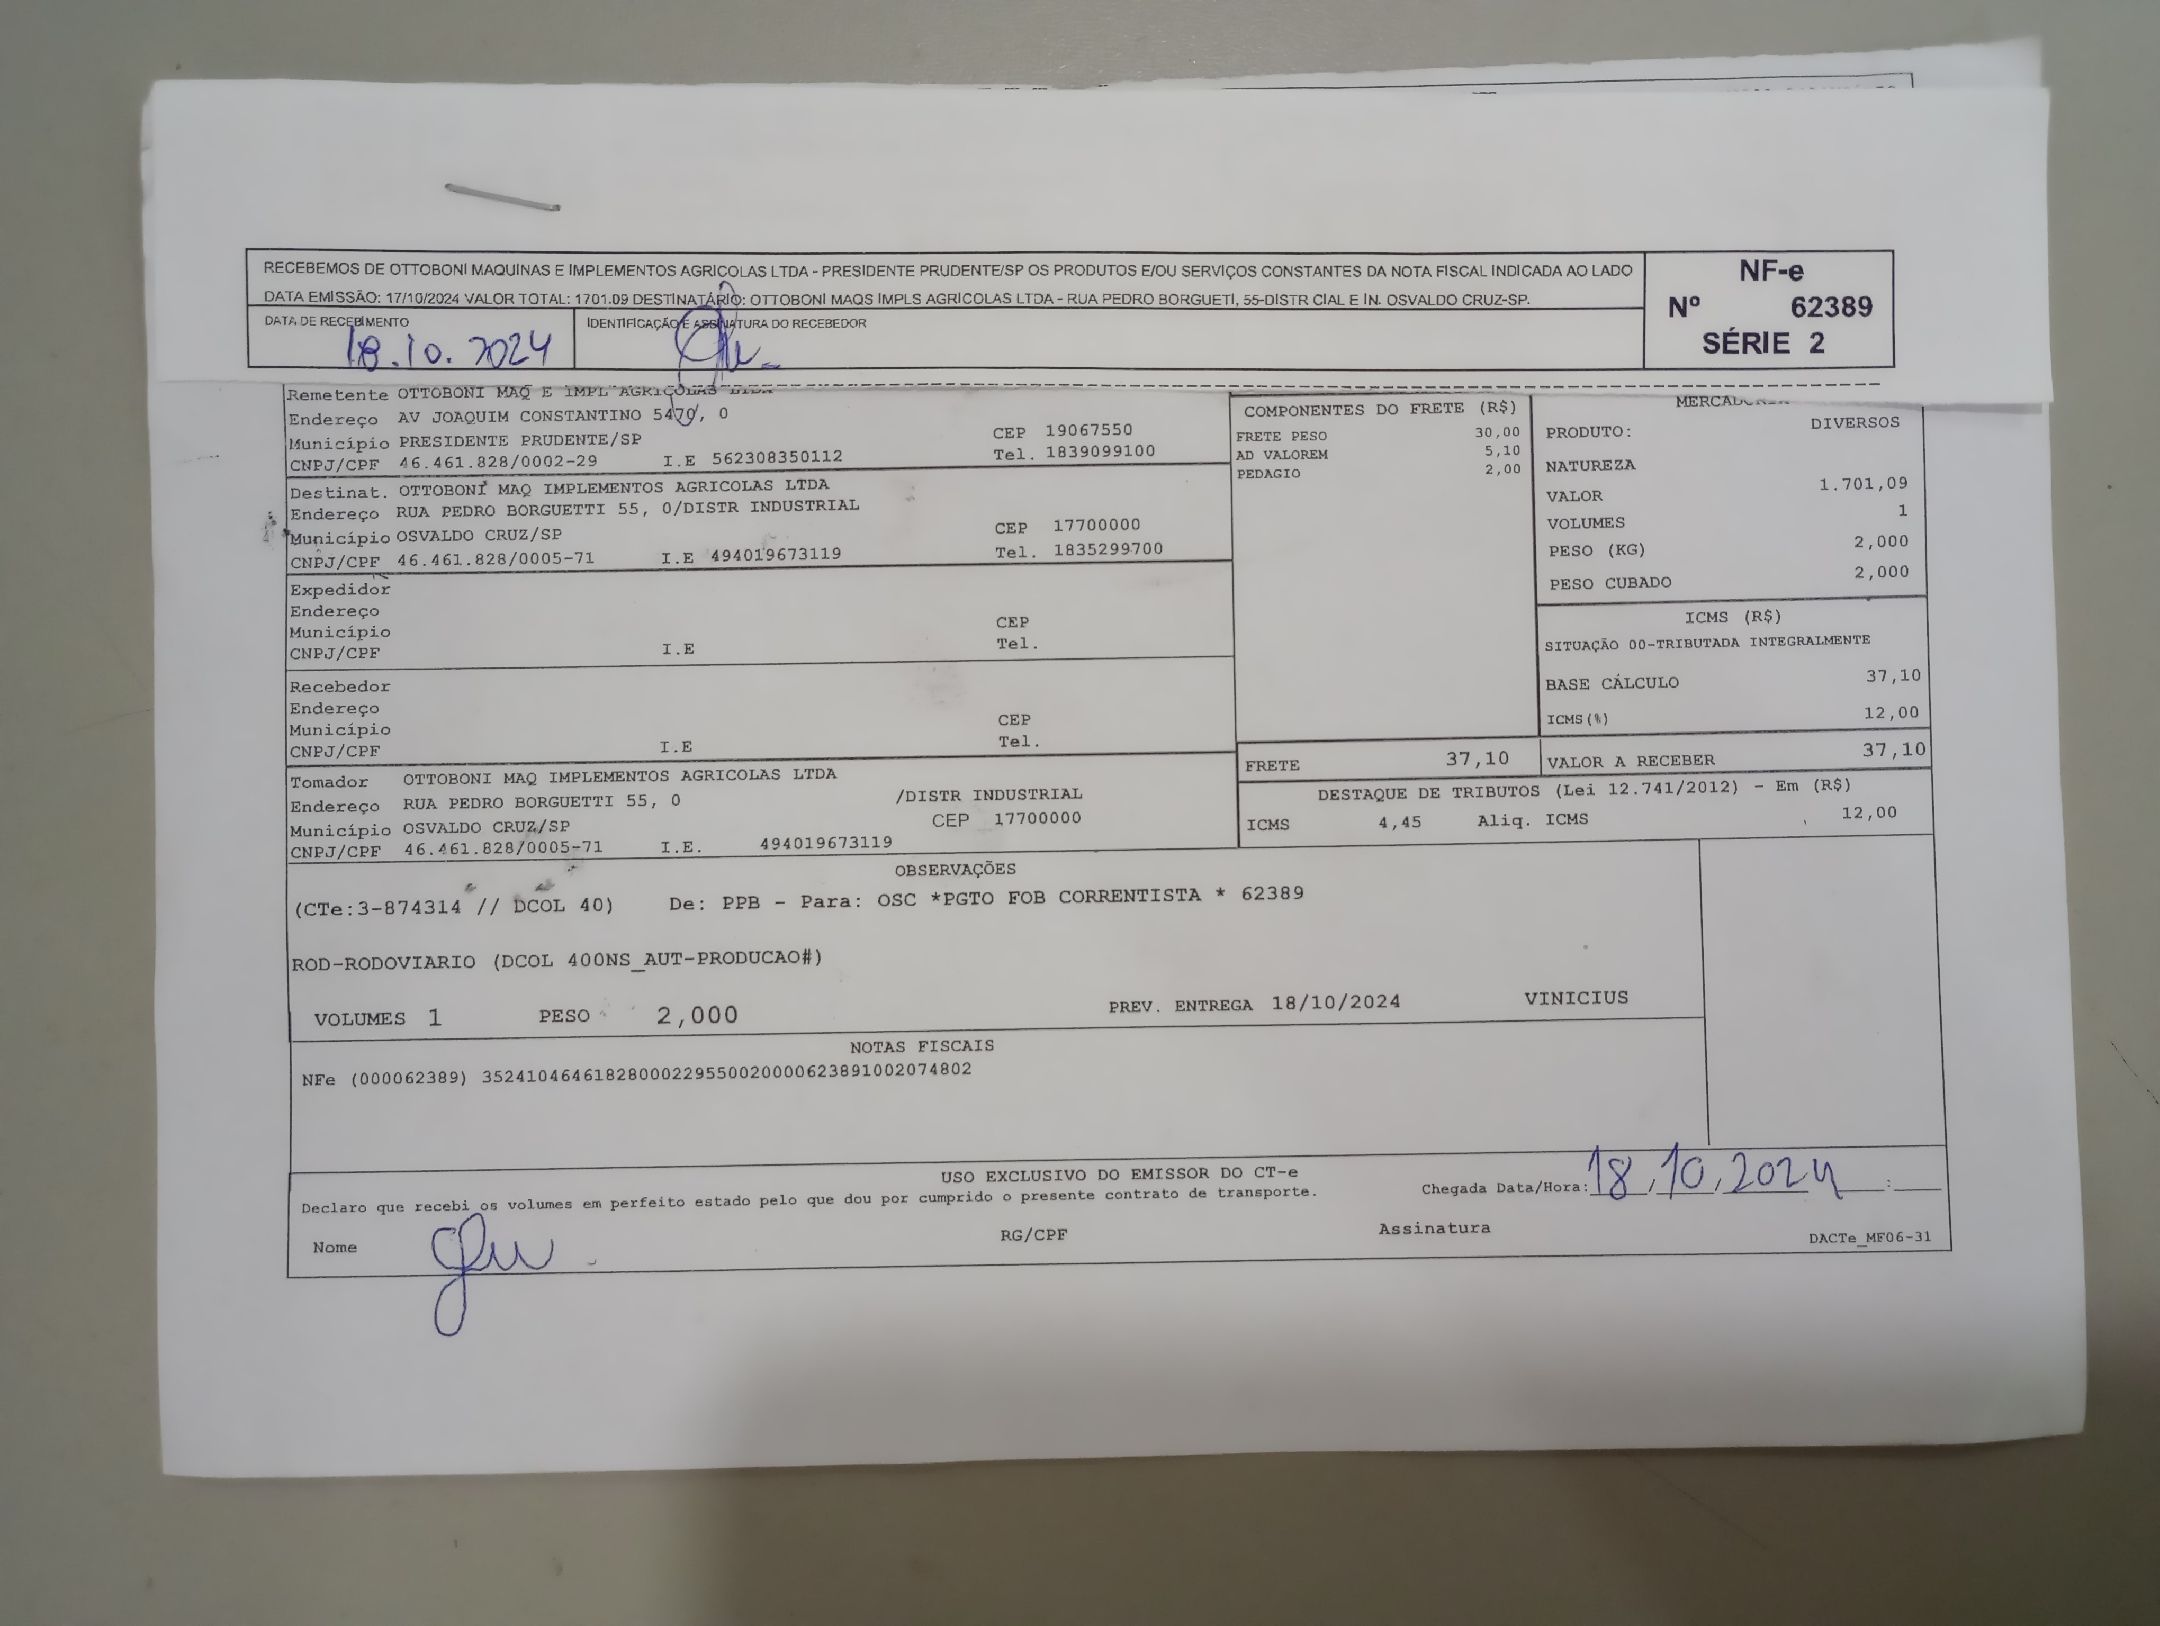 RECEBEMOS DE OTTOBONI MAQUINAS E IMPLEMENTOS AGRICOLAS LTDA - PRESIDENTE PRUDENTE/SP OS PRODUTOS E/OU SERVIÇOS CONSTANTES DA NOTA FISCAL INDICADA AO LADO
DATA EMISSÃO: 17/10/2024 VALOR TOTAL: 1701.09 DESTINATÁRIO: OTTOBONI MAQS IMPLS AGRICOLAS LTDA - RUA PEDRO BORGUETI, 55-DISTR CIAL E IN. OSVALDO CRUZ-SP.
DATA DE RECEBIMENTO
18.10.2024
IDENTIFICAÇÃO E ASSINATURA DO RECEBEDOR
NF-e
Nº 62389
SÉRIE 2
Remetente OTTOBONI MAQ E IMPL AGRICOLAS LTDA
Endereço AV JOAQUIM CONSTANTINO 5470, 0
Município PRESIDENTE PRUDENTE/SP CEP 19067550
CNPJ/CPF 46.461.828/0002-29 I.E 562308350112 Tel. 1839099100
Destinat. OTTOBONI MAQ IMPLEMENTOS AGRICOLAS LTDA
Endereço RUA PEDRO BORGUETTI 55, 0/DISTR INDUSTRIAL
Município OSVALDO CRUZ/SP CEP 17700000
CNPJ/CPF 46.461.828/0005-71 I.E 494019673119 Tel. 1835299700
Expedidor
Endereço
Município CEP
CNPJ/CPF I.E Tel.
Recebedor
Endereço
Município CEP
CNPJ/CPF I.E Tel.
Tomador OTTOBONI MAQ IMPLEMENTOS AGRICOLAS LTDA
Endereço RUA PEDRO BORGUETTI 55, 0 /DISTR INDUSTRIAL
Município OSVALDO CRUZ/SP CEP 17700000
CNPJ/CPF 46.461.828/0005-71 I.E. 494019673119
COMPONENTES DO FRETE (R$)
FRETE PESO 30,00
AD VALOREM 5,10
PEDAGIO 2,00
PRODUTO: DIVERSOS
NATUREZA
VALOR 1.701,09
VOLUMES 1
PESO (KG) 2,000
PESO CUBADO 2,000
ICMS (R$)
SITUAÇÃO 00-TRIBUTADA INTEGRALMENTE
BASE CÁLCULO 37,10
ICMS(%) 12,00
FRETE 37,10 VALOR A RECEBER 37,10
DESTAQUE DE TRIBUTOS (Lei 12.741/2012) - Em (R$)
ICMS 4,45 Aliq. ICMS 12,00
OBSERVAÇÕES
(CTe:3-874314 // DCOL 40) De: PPB - Para: OSC *PGTO FOB CORRENTISTA * 62389
ROD-RODOVIARIO (DCOL 400NS_AUT-PRODUCAO#)
VOLUMES 1 PESO 2,000 PREV. ENTREGA 18/10/2024 VINICIUS
NOTAS FISCAIS
NFe (000062389) 35241046461828000229550020000623891002074802
USO EXCLUSIVO DO EMISSOR DO CT-e
Declaro que recebi os volumes em perfeito estado pelo que dou por cumprido o presente contrato de transporte. Chegada Data/Hora: 18,10,2024 :
Nome RG/CPF Assinatura
DACTe_MF06-31